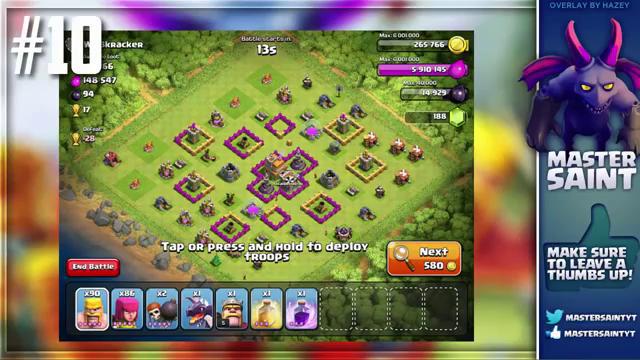 OVERLAY BY HAZEY
#10
Battle starts in:
13s
Max: 6 001 000
265 766
Max: 6 001 000
5 910 145
14 929
188
148 547
94
17
Defeat:
-28
Tap or press and hold to deploy
troops
End Battle
Next
580
x90
x86
x2
x1
x1
x1
MASTER
SAINT
MAKE SURE
TO LEAVE A
THUMBS UP!
MASTERSAINTYT
MASTERSAINTYT